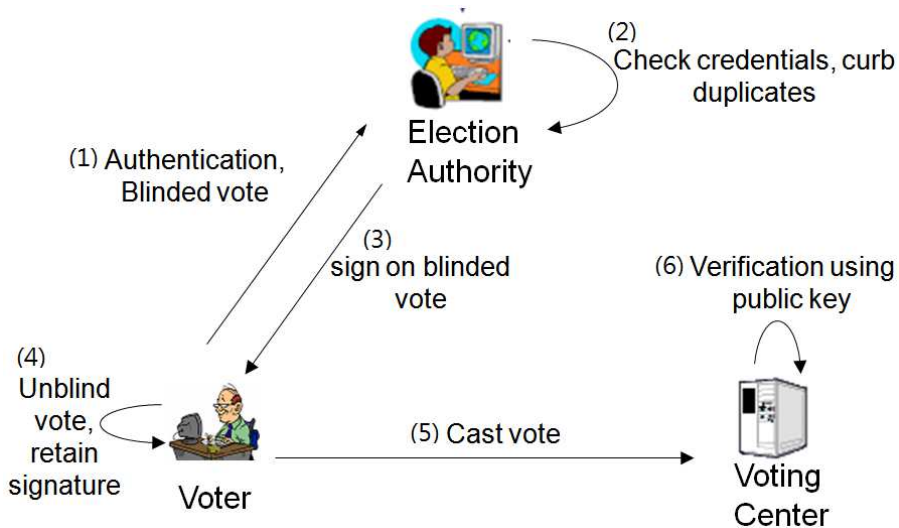 (2)
Check credentials, curb
duplicates
Election
Authority
(1) Authentication,
Blinded vote
(3)
sign on blinded
vote
(6) Verification using
public key
(4)
Unblind
vote,
retain
signature
(5) Cast vote
Voter
Voting
Center